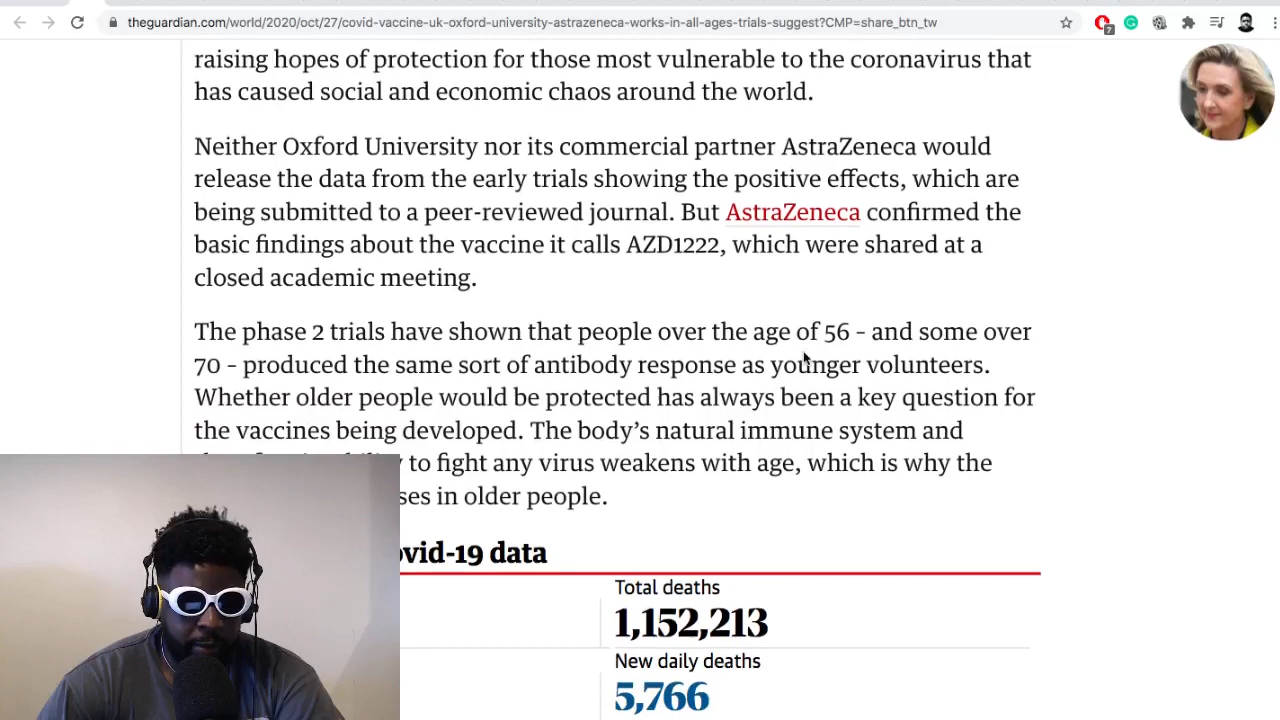 theguardian.com/world/2020/oct/27/covid-vaccine-uk-oxford-university-astrazeneca-works-in-all-ages-trials-suggest?CMP=share_btn_tw
7
raising hopes of protection for those most vulnerable to the coronavirus that
has caused social and economic chaos around the world.
Neither Oxford University nor its commercial partner AstraZeneca would
release the data from the early trials showing the positive effects, which are
being submitted to a peer-reviewed journal. But AstraZeneca confirmed the
basic findings about the vaccine it calls AZD1222, which were shared at a
closed academic meeting.
The phase 2 trials have shown that people over the age of 56 – and some over
70 – produced the same sort of antibody response as younger volunteers.
Whether older people would be protected has always been a key question for
the vaccines being developed. The body’s natural immune system and
to fight any virus weakens with age, which is why the
in older people.
ovid-19 data
Total deaths
1,152,213
New daily deaths
5,766